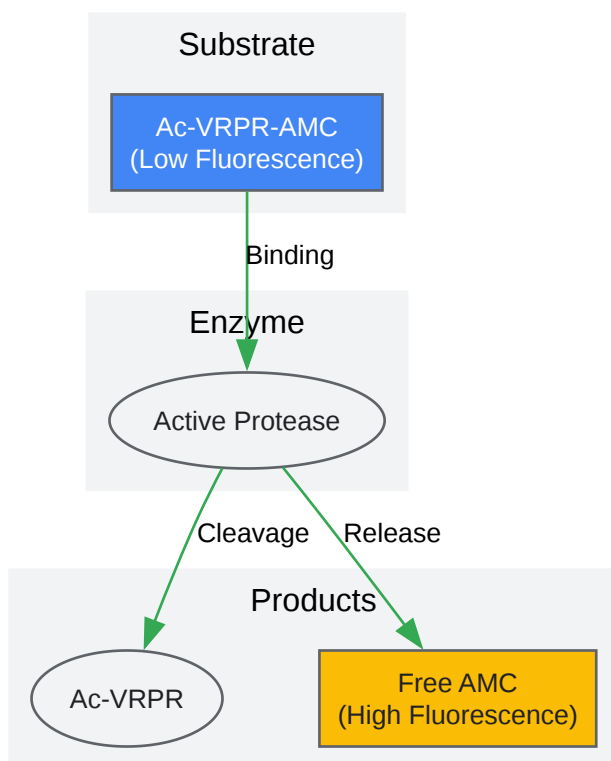 Substrate
Ac-VRPR-AMC
(Low Fluorescence)
Binding
Enzyme
Active Protease
Cleavage
Release
Products
Ac-VRPR
Free AMC
(High Fluorescence)